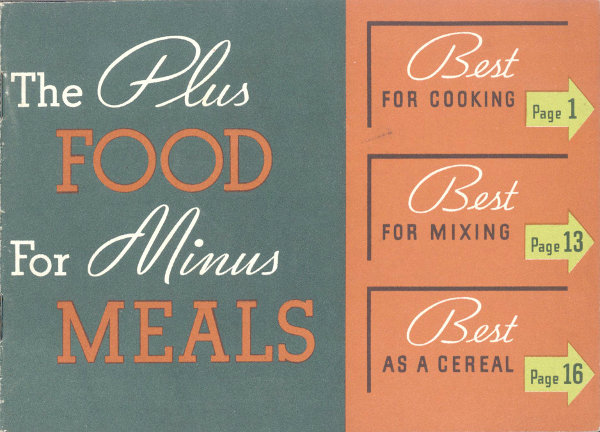 The Plus
FOOD
For Minus
MEALS
Best
FOR COOKING
Page 1
Best
FOR MIXING
Page 13
Best
AS A CEREAL
Page 16